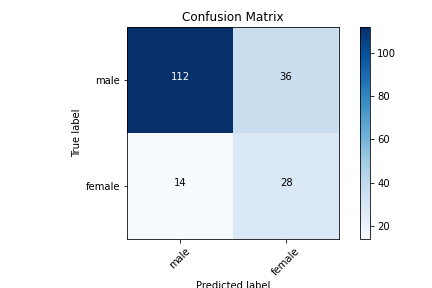 Confusion Matrix
True label
male
112
36
female
14
28
male
female
Predicted label
100
80
60
40
20